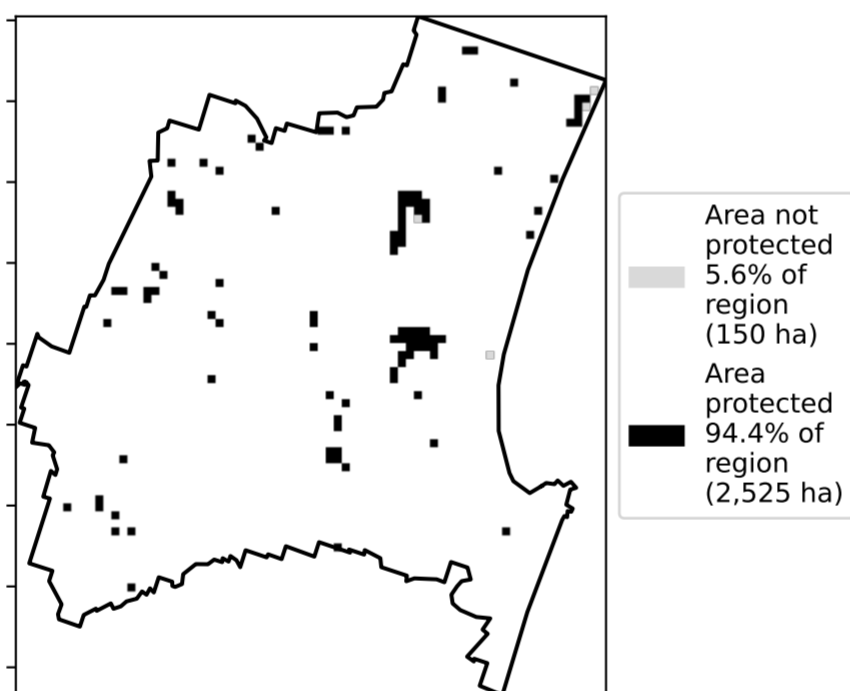 Area not
protected
5.6% of
region
(150 ha)
Area
protected
94.4% of
region
(2,525 ha)